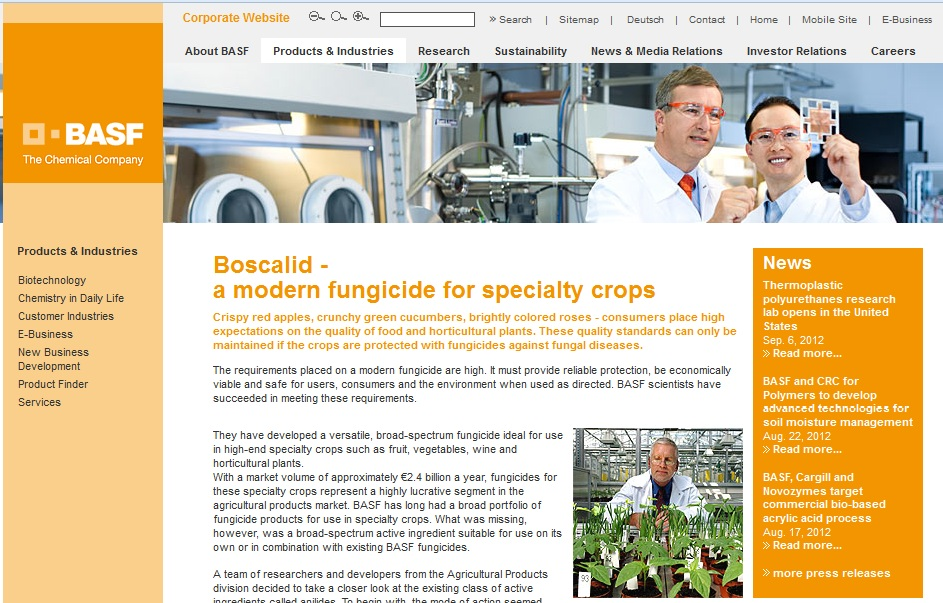 Corporate Website
Search | Sitemap | Deutsch | Contact | Home | Mobile Site | E-Business
About BASF Products & Industries Research Sustainability News & Media Relations Investor Relations Careers
BASF
The Chemical Company
Products & Industries
Biotechnology
Chemistry in Daily Life
Customer Industries
E-Business
New Business
Development
Product Finder
Services
Boscalid -
a modern fungicide for specialty crops
Crispy red apples, crunchy green cucumbers, brightly colored roses - consumers place high
expectations on the quality of food and horticultural plants. These quality standards can only be
maintained if the crops are protected with fungicides against fungal diseases.
The requirements placed on a modern fungicide are high. It must provide reliable protection, be economically
viable and safe for users, consumers and the environment when used as directed. BASF scientists have
succeeded in meeting these requirements.
They have developed a versatile, broad-spectrum fungicide ideal for use
in high-end specialty crops such as fruit, vegetables, wine and
horticultural plants.
With a market volume of approximately €2.4 billion a year, fungicides for
these specialty crops represent a highly lucrative segment in the
agricultural products market. BASF has long had a broad portfolio of
fungicide products for use in specialty crops. What was missing,
however, was a broad-spectrum active ingredient suitable for use on its
own or in combination with existing BASF fungicides.
A team of researchers and developers from the Agricultural Products
division decided to take a closer look at the existing class of active
ingredients called anilides. To begin with, the mode of action seemed
93
News
Thermoplastic
polyurethanes research
lab opens in the United
States
Sep. 6, 2012
Read more...
BASF and CRC for
Polymers to develop
advanced technologies for
soil moisture management
Aug. 22, 2012
Read more...
BASF, Cargill and
Novozymes target
commercial bio-based
acrylic acid process
Aug. 17, 2012
Read more...
more press releases